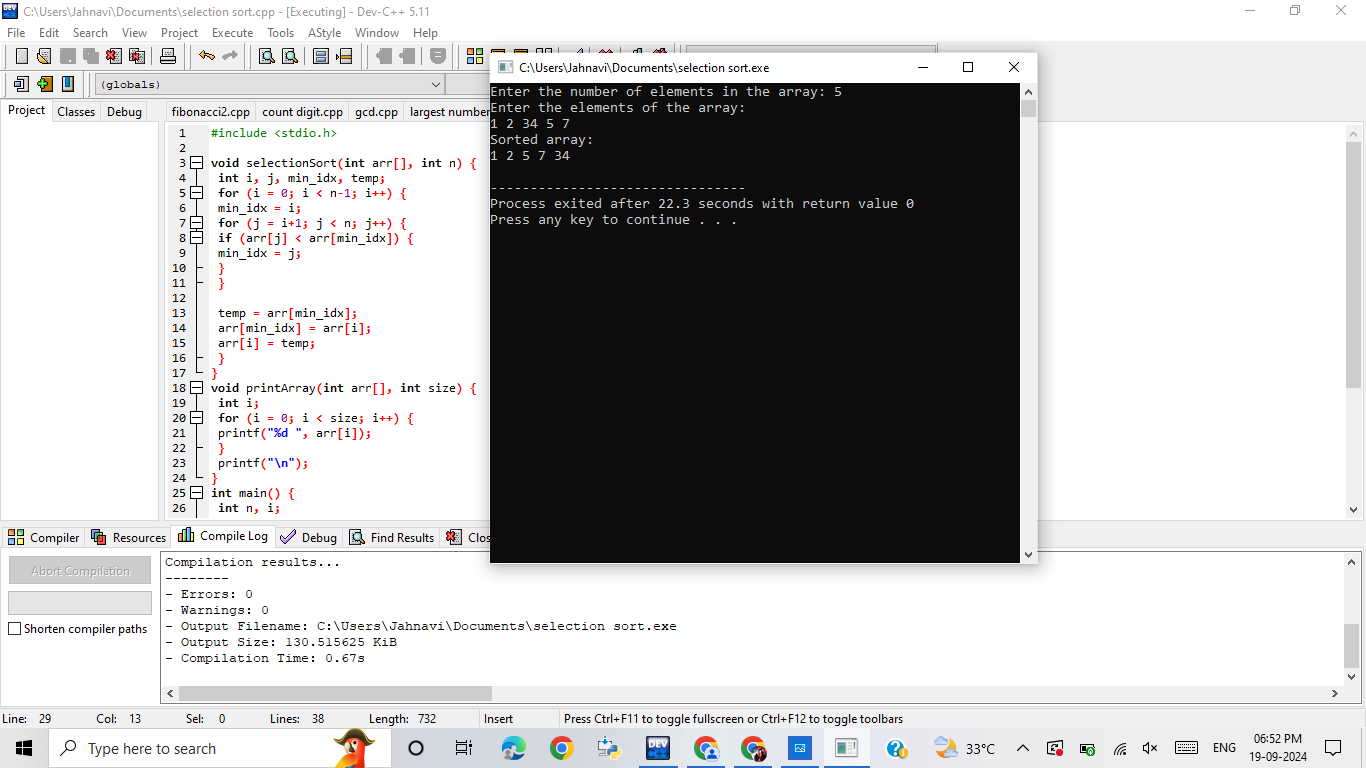 C:\Users\Jahnavi\Documents\selection sort.cpp - [Executing] - Dev-C++ 5.11
File Edit Search View Project Execute Tools AStyle Window Help
(globals)
Project Classes Debug
fibonacci2.cpp count digit.cpp gcd.cpp largest number
1 #include <stdio.h>
2
3 void selectionSort(int arr[], int n) {
4 int i, j, min_idx, temp;
5 for (i = 0; i < n-1; i++) {
6 min_idx = i;
7 for (j = i+1; j < n; j++) {
8 if (arr[j] < arr[min_idx]) {
9 min_idx = j;
10 }
11 }
12
13 temp = arr[min_idx];
14 arr[min_idx] = arr[i];
15 arr[i] = temp;
16 }
17 }
18 void printArray(int arr[], int size) {
19 int i;
20 for (i = 0; i < size; i++) {
21 printf("%d ", arr[i]);
22 }
23 printf("\n");
24 }
25 int main() {
26 int n, i;
C:\Users\Jahnavi\Documents\selection sort.exe
Enter the number of elements in the array: 5
Enter the elements of the array:
1 2 34 5 7
Sorted array:
1 2 5 7 34
--------------------------------
Process exited after 22.3 seconds with return value 0
Press any key to continue . . .
Compiler Resources Compile Log Debug Find Results Clos
Abort Compilation
Shorten compiler paths
Compilation results...
--------
- Errors: 0
- Warnings: 0
- Output Filename: C:\Users\Jahnavi\Documents\selection sort.exe
- Output Size: 130.515625 KiB
- Compilation Time: 0.67s
Line: 29 Col: 13 Sel: 0 Lines: 38 Length: 732 Insert Press Ctrl+F11 to toggle fullscreen or Ctrl+F12 to toggle toolbars
Type here to search
DEV
33°C
ENG
06:52 PM
19-09-2024